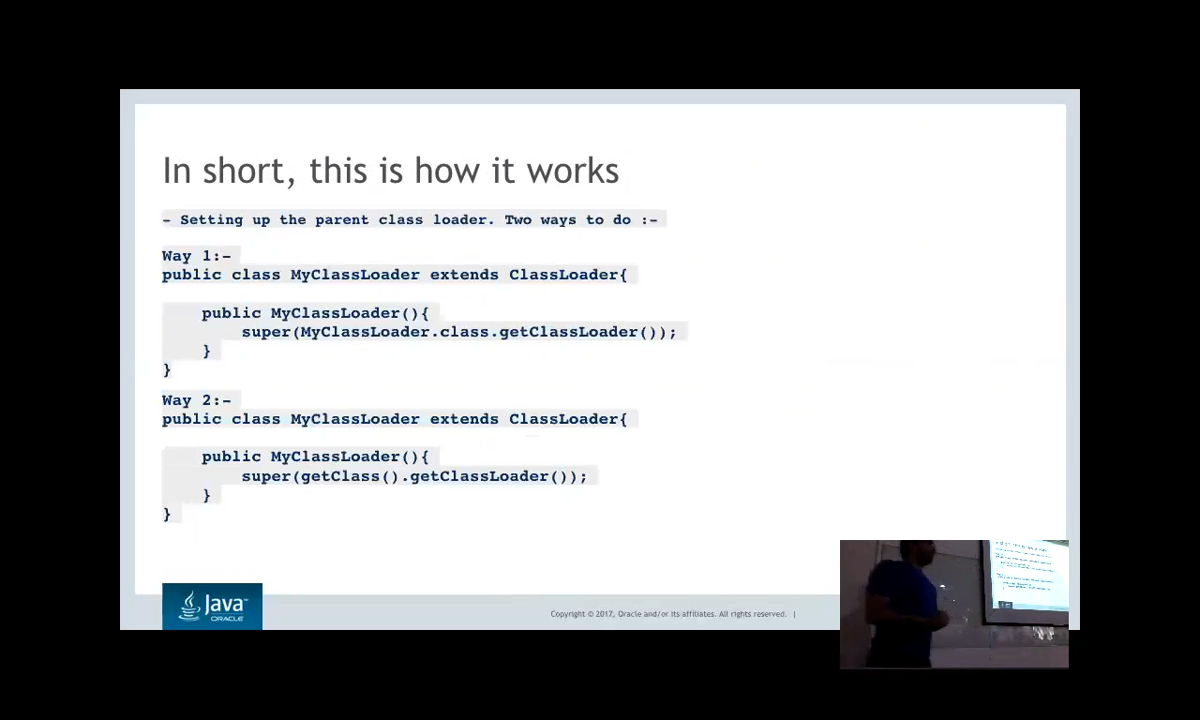 In short, this is how it works
- Setting up the parent class loader. Two ways to do :-
Way 1:-
public class MyClassLoader extends ClassLoader{
    public MyClassLoader(){
        super(MyClassLoader.class.getClassLoader());
    }
}
Way 2:-
public class MyClassLoader extends ClassLoader{
    public MyClassLoader(){
        super(getClass().getClassLoader());
    }
}
Java™
ORACLE
Copyright © 2017, Oracle and/or its affiliates. All rights reserved. |